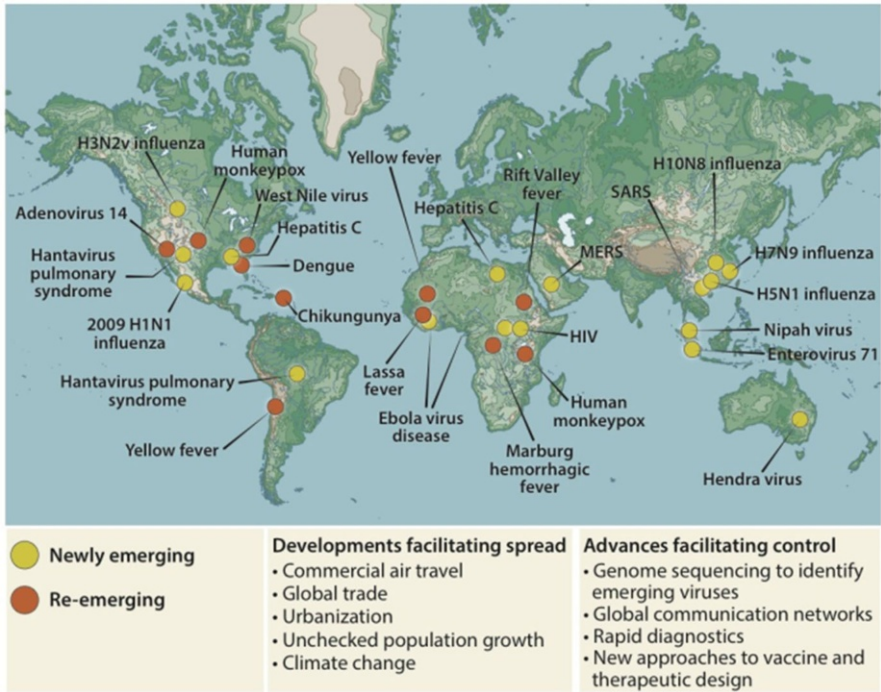 H3N2v influenza
Human
monkeypox
West Nile virus
Adenovirus 14
Hepatitis C
Hantavirus
pulmonary
syndrome
Dengue
2009 H1N1
influenza
Chikungunya
Hantavirus pulmonary
syndrome
Yellow fever
Yellow fever
Hepatitis C
Rift Valley
fever
MERS
HIV
Lassa
fever
Ebola virus
disease
Human
monkeypox
Marburg
hemorrhagic
fever
SARS
H10N8 influenza
H7N9 influenza
H5N1 influenza
Nipah virus
Enterovirus 71
Hendra virus
Newly emerging
Re-emerging
Developments facilitating spread
• Commercial air travel
• Global trade
• Urbanization
• Unchecked population growth
• Climate change
Advances facilitating control
• Genome sequencing to identify
emerging viruses
• Global communication networks
• Rapid diagnostics
• New approaches to vaccine and
therapeutic design